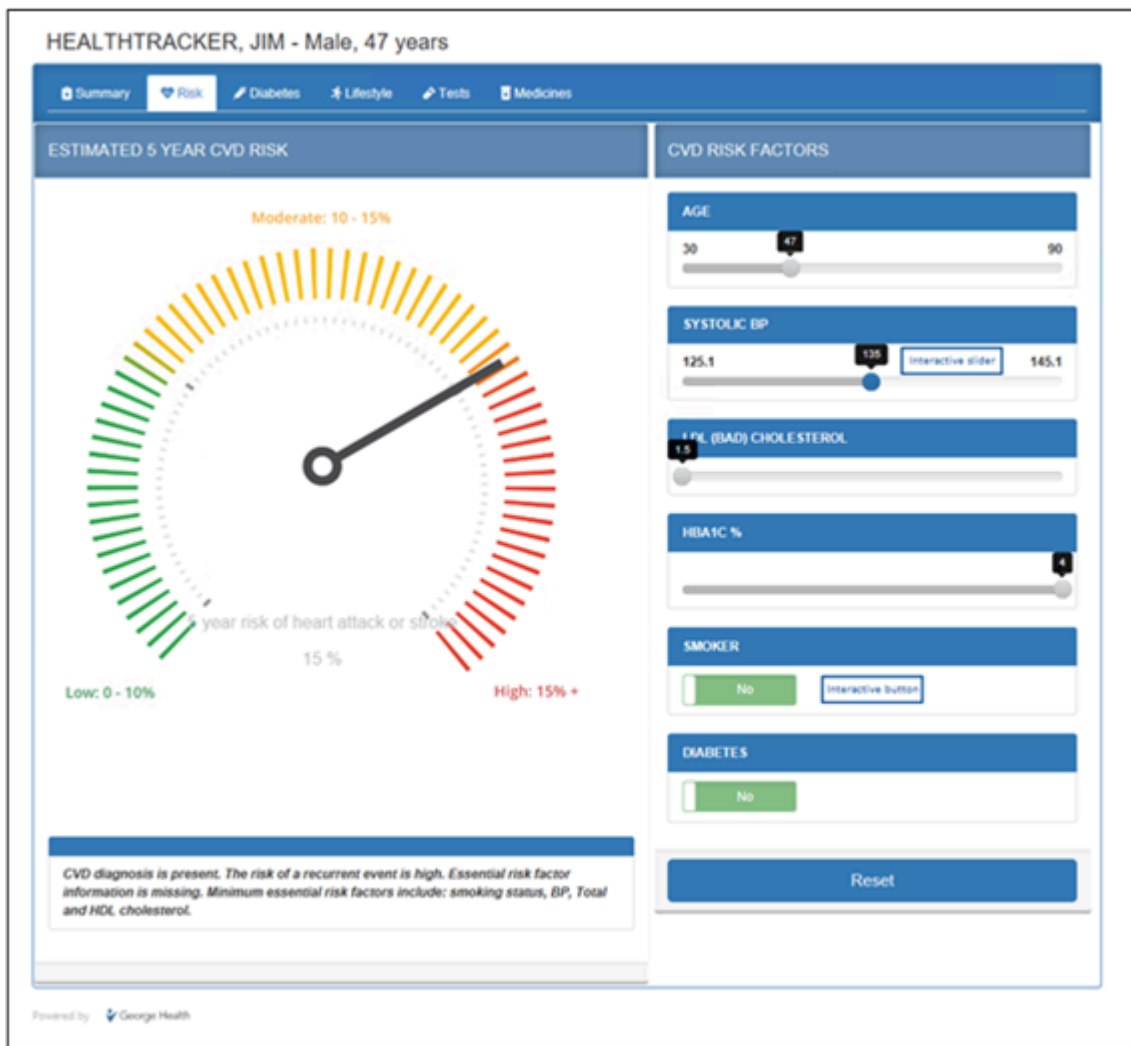 HEALTHTRACKER, JIM - Male, 47 years
Summary
Risk
Diabetes
Lifestyle
Tests
Medicines
ESTIMATED 5 YEAR CVD RISK
Moderate: 10 - 15%
5 year risk of heart attack or stroke
15 %
Low: 0 - 10%
High: 15% +
CVD diagnosis is present. The risk of a recurrent event is high. Essential risk factor
information is missing. Minimum essential risk factors include: smoking status, BP, Total
and HDL cholesterol.
CVD RISK FACTORS
AGE
30
47
90
SYSTOLIC BP
125.1
135
Interactive slider
145.1
LDL (BAD) CHOLESTEROL
1.5
HBA1C %
4
SMOKER
No
Interactive button
DIABETES
No
Reset
Powered by George Health